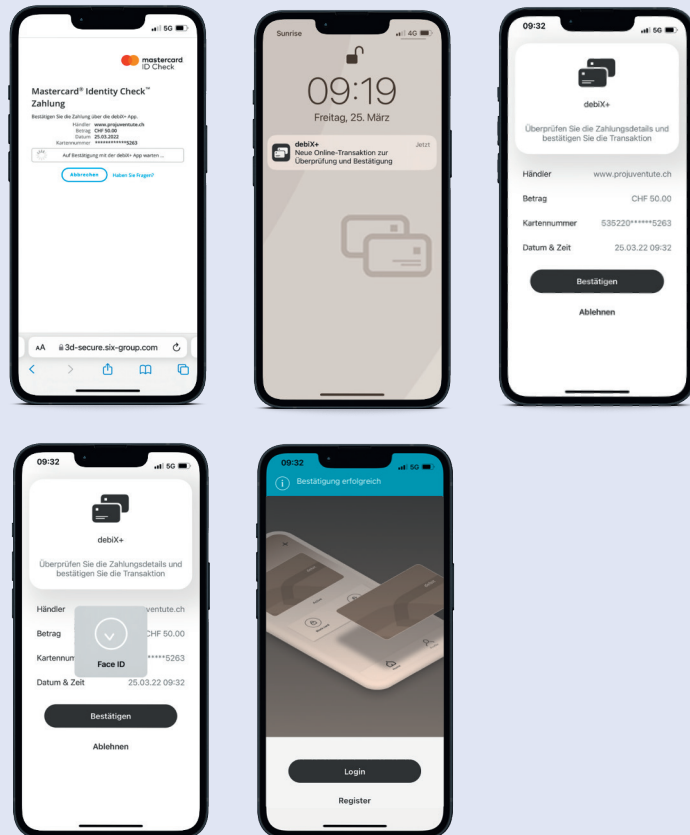 5G
mastercard
ID Check
Mastercard® Identity Check™
Zahlung
Bestätigen Sie die Zahlung über die debiX+ App.
Händler www.projuventute.ch
Betrag CHF 50.00
Datum 25.03.2022
Kartennummer ************5263
Auf Bestätigung mit der debiX+ App warten ...
Abbrechen Haben Sie Fragen?
AA 3d-secure.six-group.com
Sunrise 4G
09:19
Freitag, 25. März
debiX+ Jetzt
Neue Online-Transaktion zur
Überprüfung und Bestätigung
09:32 5G
debiX+
Überprüfen Sie die Zahlungsdetails und
bestätigen Sie die Transaktion
Händler www.projuventute.ch
Betrag CHF 50.00
Kartennummer 535220******5263
Datum & Zeit 25.03.22 09:32
Bestätigen
Ablehnen
09:32 5G
debiX+
Überprüfen Sie die Zahlungsdetails und
bestätigen Sie die Transaktion
Händler ventute.ch
Betrag CHF 50.00
Kartennum *****5263
Face ID
Datum & Zeit 25.03.22 09:32
Bestätigen
Ablehnen
09:32 5G
Bestätigung erfolgreich
Login
Register